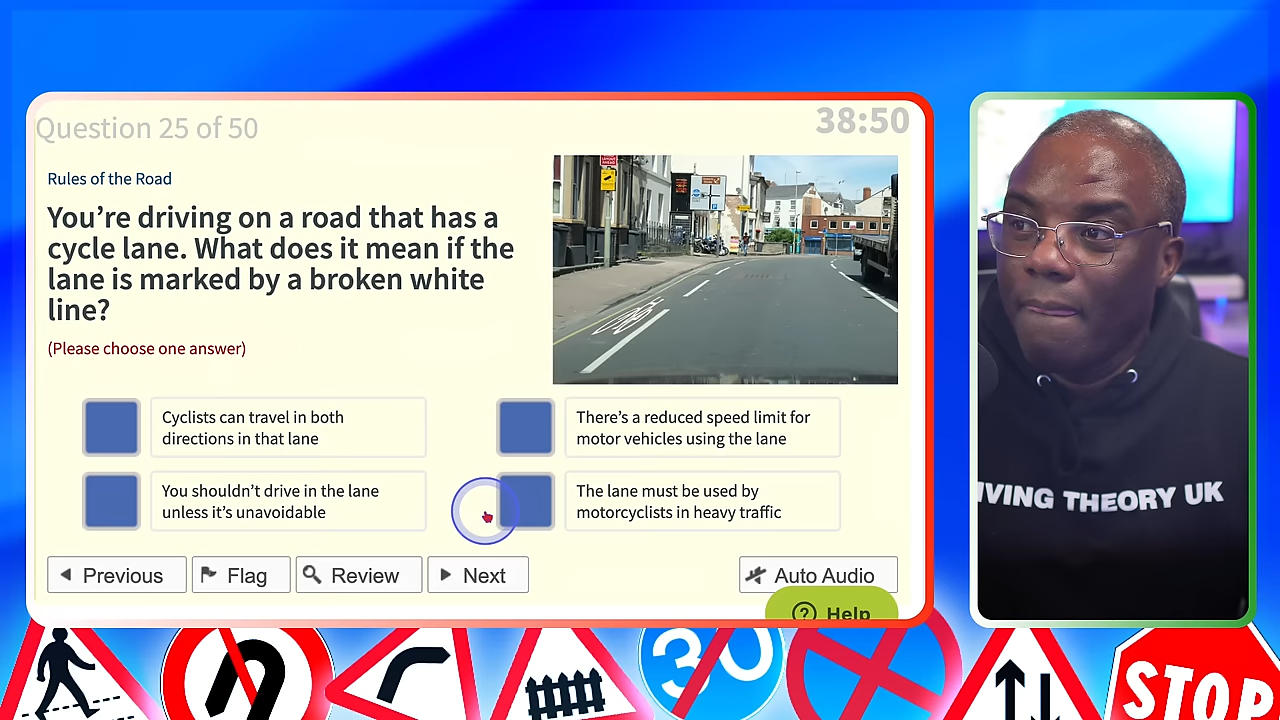 Question 25 of 50
38:50
Rules of the Road
You’re driving on a road that has a
cycle lane. What does it mean if the
lane is marked by a broken white
line?
(Please choose one answer)
Cyclists can travel in both
directions in that lane
There’s a reduced speed limit for
motor vehicles using the lane
You shouldn’t drive in the lane
unless it’s unavoidable
The lane must be used by
motorcyclists in heavy traffic
Previous
Flag
Review
Next
Auto Audio
? Help
IVING THEORY UK
30
STOP